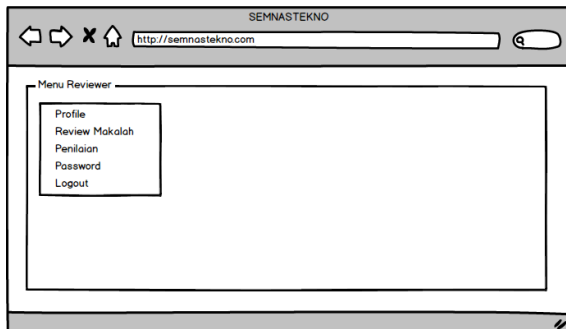 SEMNASTEKNO
http://semnastekno.com
Menu Reviewer
Profile
Review Makalah
Penilaian
Password
Logout